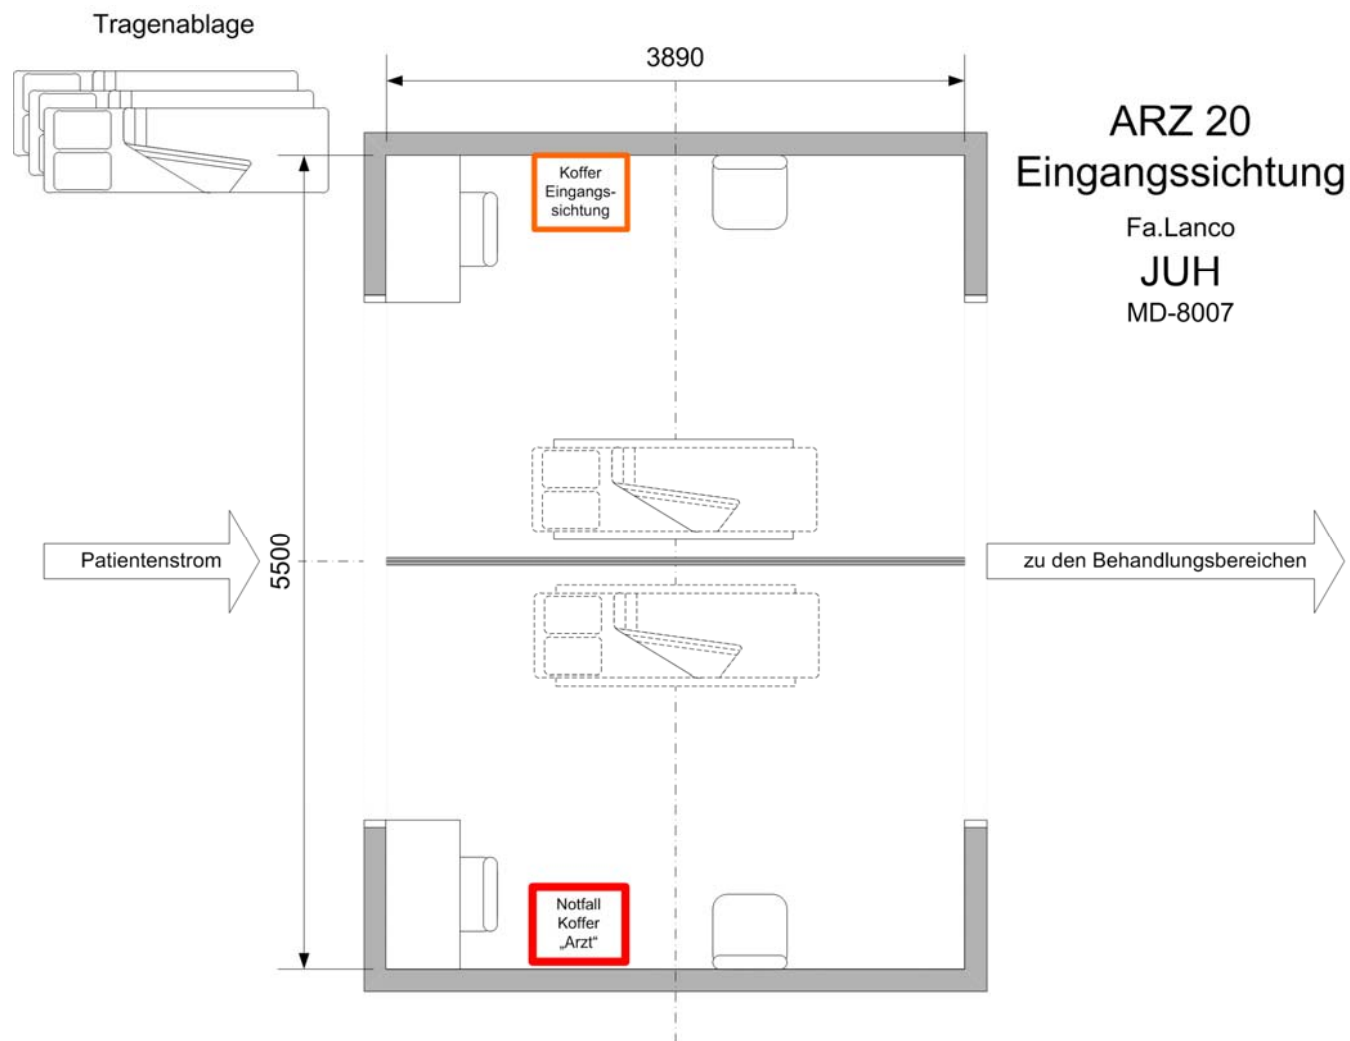 Tragenablage
3890
ARZ 20
Eingangssichtung
Fa.Lanco
JUH
MD-8007
Koffer
Eingangs-
sichtung
Patientenstrom
5500
zu den Behandlungsbereichen
Notfall
Koffer
„Arzt“